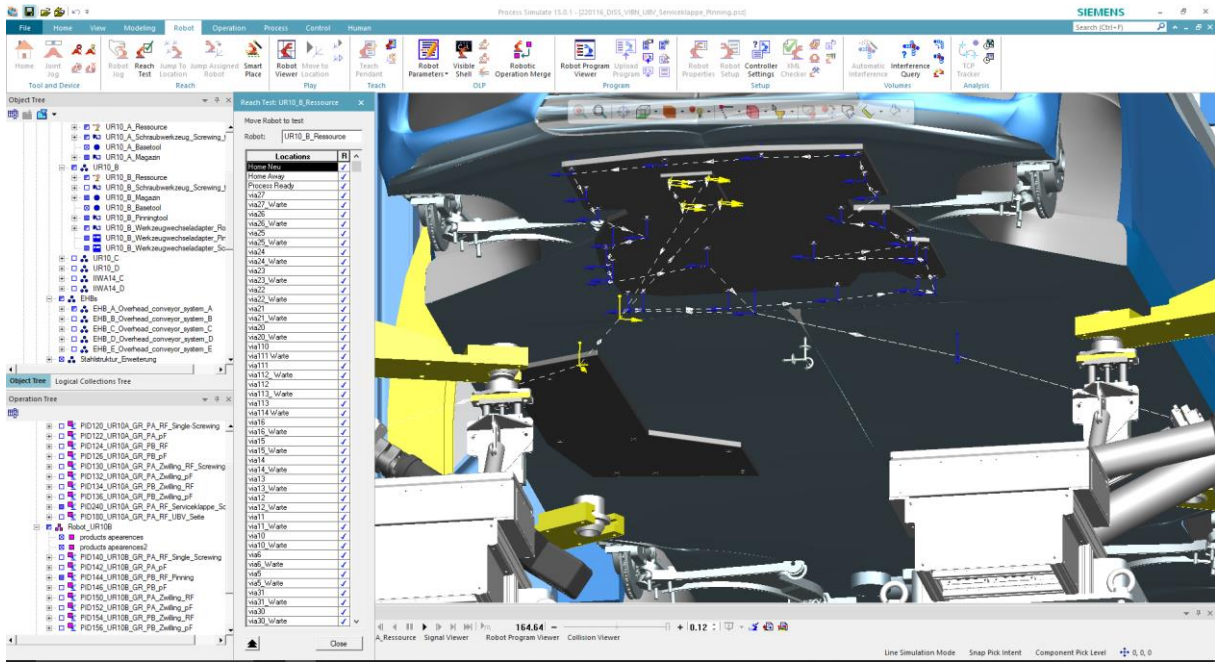 Process Simulate 15.0.1 - [220116_DISS_VIBN_UBV_Serviceklappe_Pinning.psz]
SIEMENS
File Home View Modeling Robot Operation Process Control Human
Search (Ctrl+F)
Home
Joint Jog
Robot Jog
Reach Test
Jump To Location
Jump Assigned Robot
Smart Place
Robot Viewer
Move to Location
Teach Pendant
Robot Parameters
Visible Shell
Robotic Operation Merge
Robot Program Viewer
Upload Program
Robot Properties
Robot Setup
Controller Settings
XML Checker
Automatic Interference
Interference Query
TCP Tracker
Tool and Device Reach Play Teach OLP Program Setup Volumes Analysis
Object Tree
UR10_A_Ressource
UR10_A_Schraubwerkzeug_Screwing_
UR10_A_Basetool
UR10_A_Magazin
UR10_B
UR10_B_Ressource
UR10_B_Schraubwerkzeug_Screwing_
UR10_B_Magazin
UR10_B_Basetool
UR10_B_Pinningtool
UR10_B_Werkzeugwechseladapter_Ro
UR10_B_Werkzeugwechseladapter_Pir
UR10_B_Werkzeugwechseladapter_Sc
UR10_C
UR10_D
IIWA14_C
IIWA14_D
EHBs
EHB_A_Overhead_conveyor_system_A
EHB_B_Overhead_conveyor_system_B
EHB_C_Overhead_conveyor_system_C
EHB_D_Overhead_conveyor_system_D
EHB_E_Overhead_conveyor_system_E
Stahlstruktur_Erweiterung
Object Tree Logical Collections Tree
Operation Tree
PID120_UR10A_GR_PA_RF_Single-Screwing
PID122_UR10A_GR_PA_pF
PID124_UR10A_GR_PB_RF
PID126_UR10A_GR_PB_pF
PID130_UR10A_GR_PA_Zwilling_RF_Screwing
PID132_UR10A_GR_PA_Zwilling_pF
PID134_UR10A_GR_PB_Zwilling_RF
PID136_UR10A_GR_PB_Zwilling_pF
PID240_UR10A_GR_PA_RF_Serviceklappe_Sc
PID180_UR10A_GR_PA_RF_UBV_Seite
Robot_UR10B
products apearences
products apearences2
PID140_UR10B_GR_PA_RF_Single_Screwing
PID142_UR10B_GR_PA_pF
PID144_UR10B_GR_PB_RF_Pinning
PID146_UR10B_GR_PB_pF
PID150_UR10B_GR_PA_Zwilling_RF
PID152_UR10B_GR_PA_Zwilling_pF
PID154_UR10B_GR_PB_Zwilling_RF
PID156_UR10B_GR_PB_Zwilling_pF
Reach Test: UR10_B_Ressource
Move Robot to test
Robot: UR10_B_Ressource
Locations R
Home Neu
Home Away
Process Ready
via27
via27_Warte
via26
via26_Warte
via25
via25_Warte
via24
via24_Warte
via23
via23_Warte
via22
via22_Warte
via21
via21_Warte
via20
via20_Warte
via110
via111 Warte
via111
via112_ Warte
via112
via113_ Warte
via113
via114 Warte
via16
via16_Warte
via15
via15_Warte
via14
via14_Warte
via13
via13_Warte
via12
via12_Warte
via11
via11_Warte
via10
via10_Warte
via6
via6_Warte
via5
via5_Warte
via31
via31_Warte
via30
via30_Warte
Close
164.64
0.12
A_Ressource Signal Viewer Robot Program Viewer Collision Viewer
Line Simulation Mode Snap Pick Intent Component Pick Level 0, 0, 0